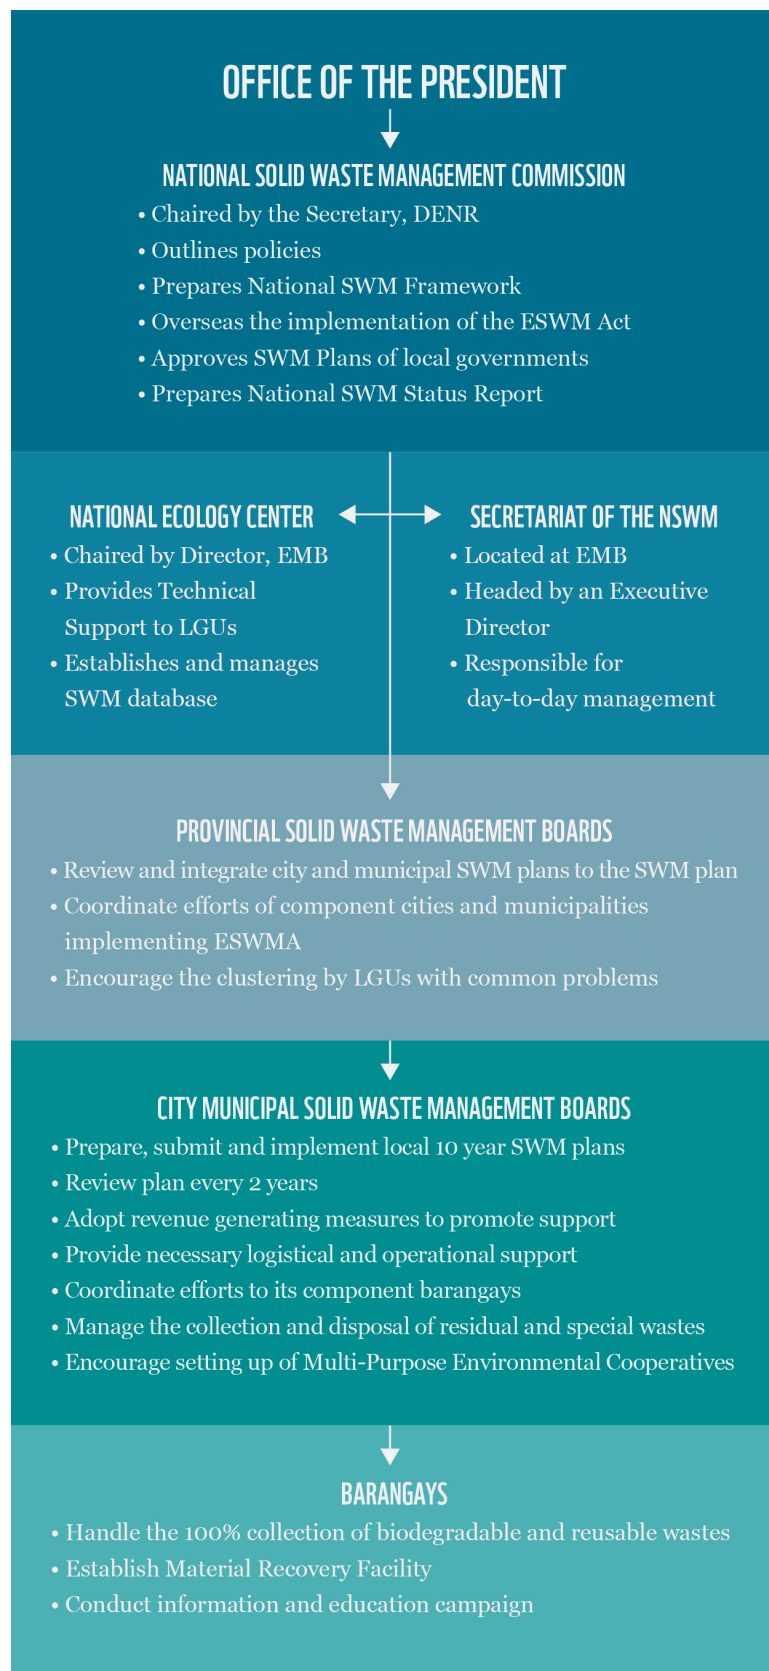 OFFICE OF THE PRESIDENT
NATIONAL SOLID WASTE MANAGEMENT COMMISSION
• Chaired by the Secretary, DENR
• Outlines policies
• Prepares National SWM Framework
• Overseas the implementation of the ESWM Act
• Approves SWM Plans of local governments
• Prepares National SWM Status Report
NATIONAL ECOLOGY CENTER
• Chaired by Director, EMB
• Provides Technical
Support to LGUs
• Establishes and manages
SWM database
SECRETARIAT OF THE NSWM
• Located at EMB
• Headed by an Executive
Director
• Responsible for
day-to-day management
PROVINCIAL SOLID WASTE MANAGEMENT BOARDS
• Review and integrate city and municipal SWM plans to the SWM plan
• Coordinate efforts of component cities and municipalities
implementing ESWMA
• Encourage the clustering by LGUs with common problems
CITY MUNICIPAL SOLID WASTE MANAGEMENT BOARDS
• Prepare, submit and implement local 10 year SWM plans
• Review plan every 2 years
• Adopt revenue generating measures to promote support
• Provide necessary logistical and operational support
• Coordinate efforts to its component barangays
• Manage the collection and disposal of residual and special wastes
• Encourage setting up of Multi-Purpose Environmental Cooperatives
BARANGAYS
• Handle the 100% collection of biodegradable and reusable wastes
• Establish Material Recovery Facility
• Conduct information and education campaign